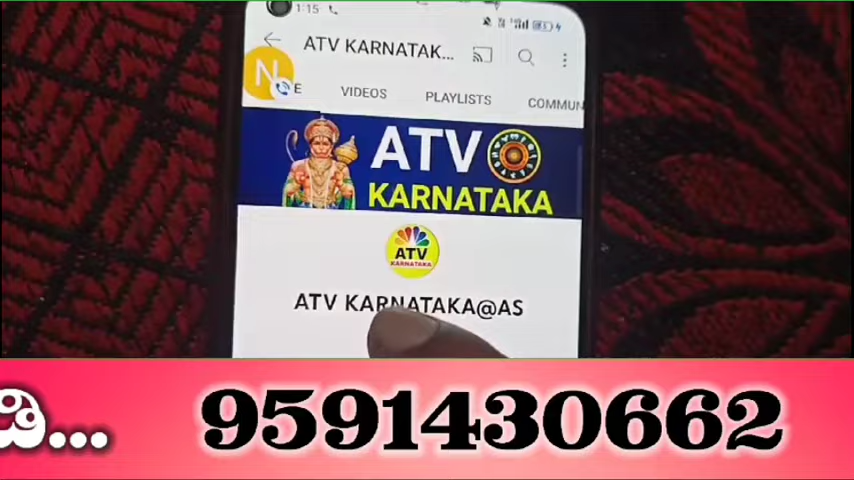 1:15
ATV KARNATAK...
VIDEOS
PLAYLISTS
COMMUN
ATV
KARNATAKA
ATV
KARNATAKA
ATV KARNATAKA@AS
ಡಿ...
9591430662